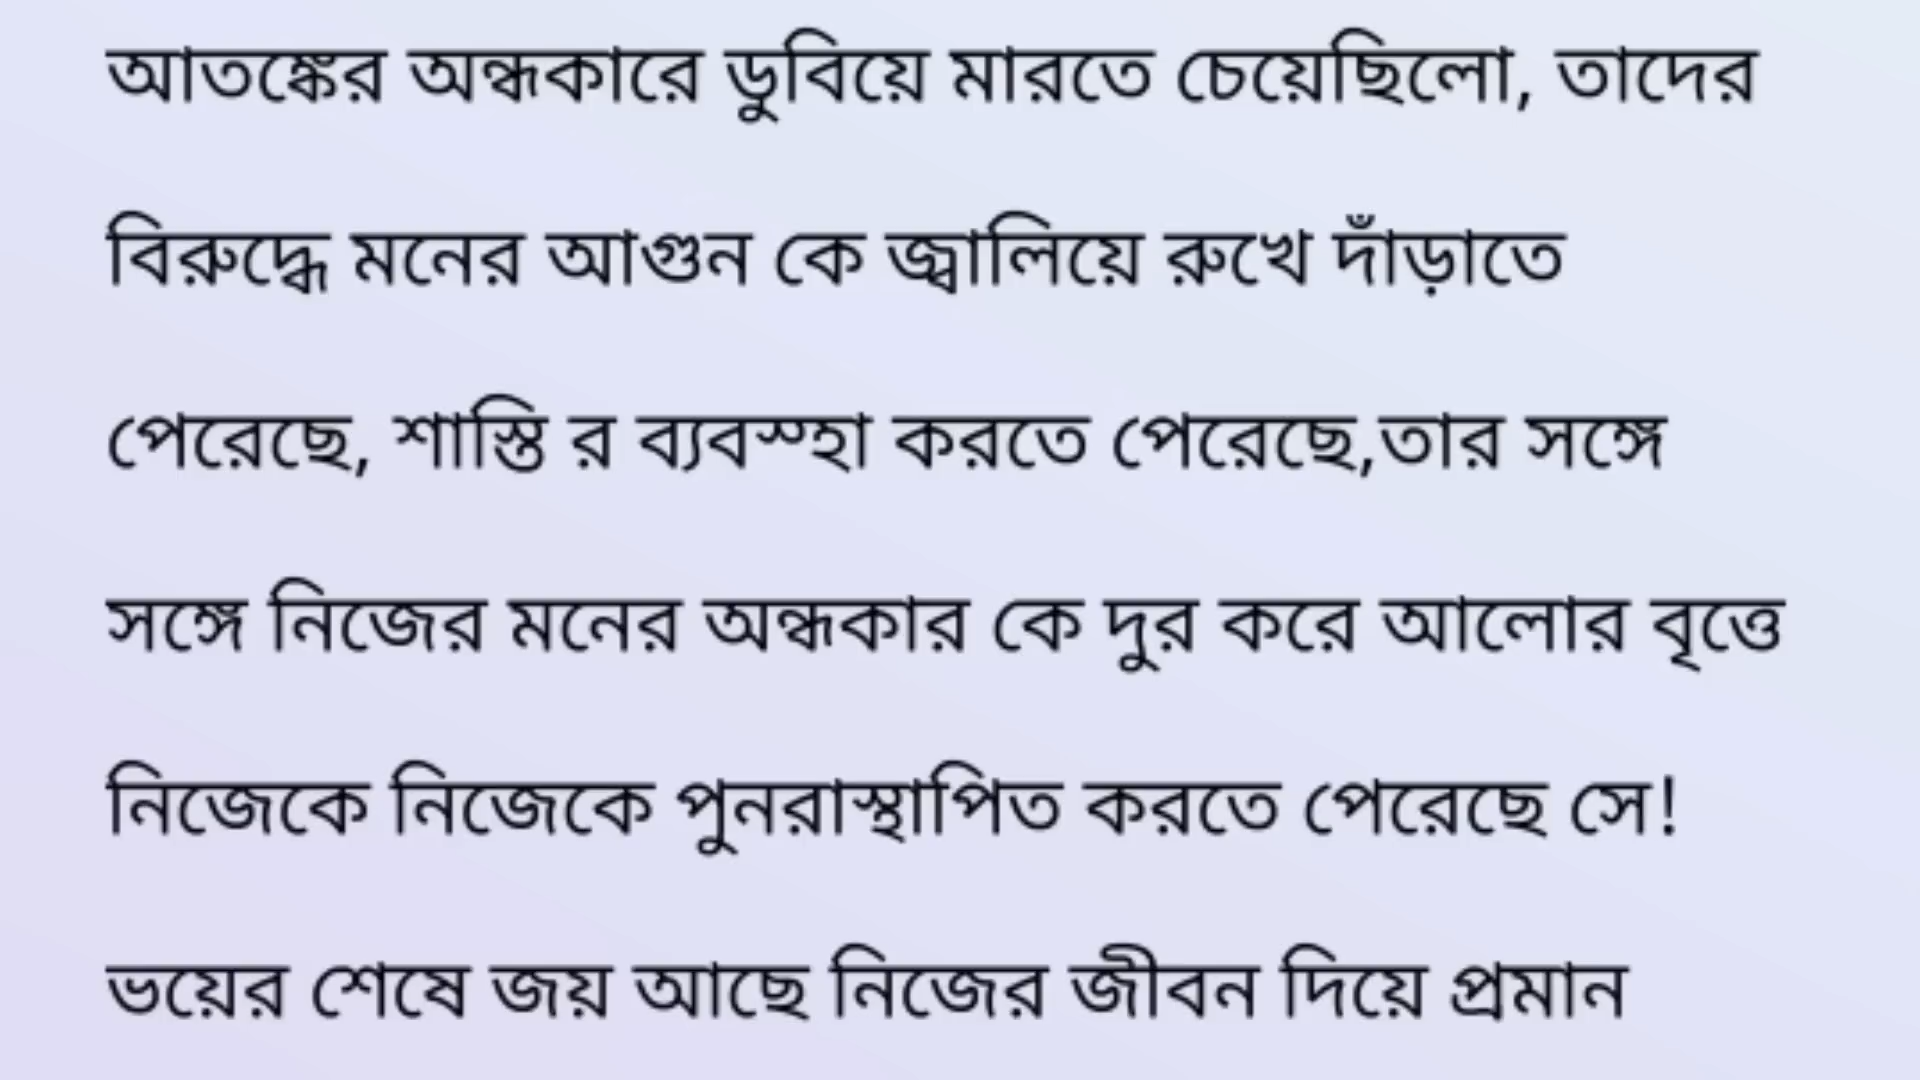 আতঙ্কের অন্ধকারে ডুবিয়ে মারতে চেয়েছিলো, তাদের
বিরুদ্ধে মনের আগুন কে জ্বালিয়ে রুখে দাঁড়াতে
পেরেছে, শাস্তি র ব্যবস্হা করতে পেরেছে,তার সঙ্গে
সঙ্গে নিজের মনের অন্ধকার কে দুর করে আলোর বৃত্তে
নিজেকে নিজেকে পুনরাস্থাপিত করতে পেরেছে সে!
ভয়ের শেষে জয় আছে নিজের জীবন দিয়ে প্রমান